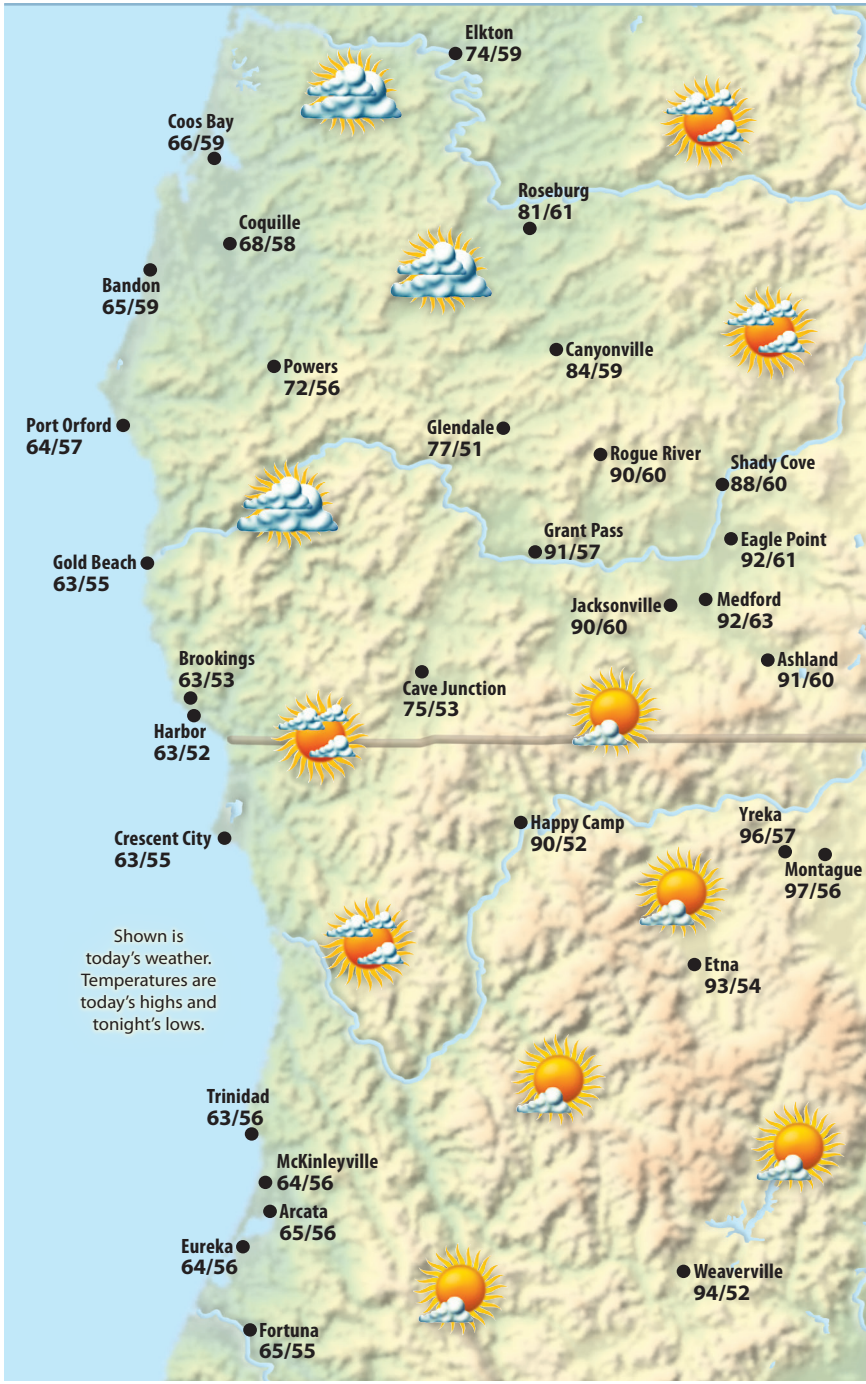 Elkton
74/59
Coos Bay
66/59
Roseburg
81/61
Coquille
68/58
Bandon
65/59
Canyonville
84/59
Powers
72/56
Port Orford
64/57
Glendale
77/51
Rogue River
90/60
Shady Cove
88/60
Grant Pass
91/57
Eagle Point
92/61
Gold Beach
63/55
Jacksonville
90/60
Medford
92/63
Brookings
63/53
Cave Junction
75/53
Ashland
91/60
Harbor
63/52
Crescent City
63/55
Happy Camp
90/52
Yreka
96/57
Montague
97/56
Shown is
today's weather.
Temperatures are
today's highs and
tonight's lows.
Etna
93/54
Trinidad
63/56
McKinleyville
64/56
Arcata
65/56
Eureka
64/56
Weaverville
94/52
Fortuna
65/55